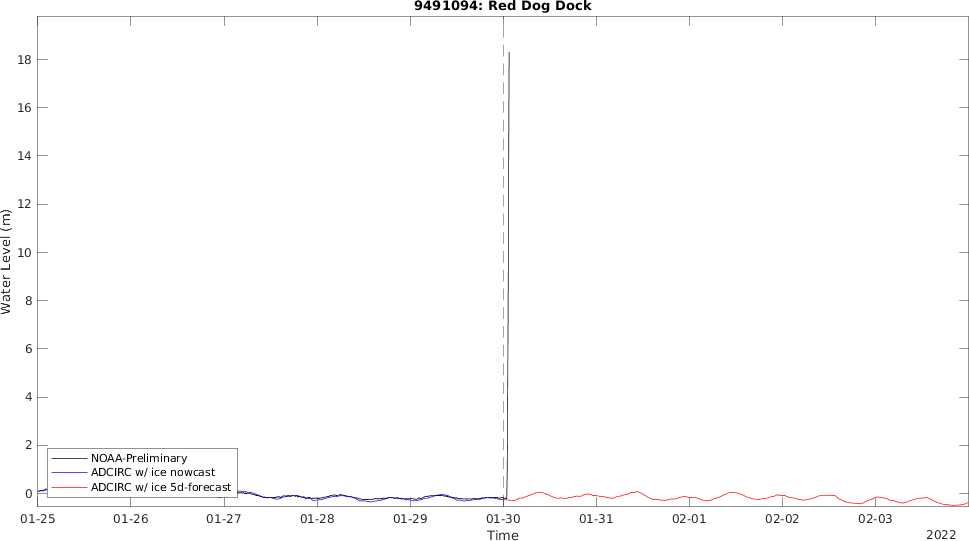 9491094: Red Dog Dock
18
16
14
12
10
8
6
4
2
0
Water Level (m)
NOAA-Preliminary
ADCIRC w/ ice nowcast
ADCIRC w/ ice 5d-forecast
01-25 01-26 01-27 01-28 01-29 01-30 01-31 02-01 02-02 02-03
Time
2022